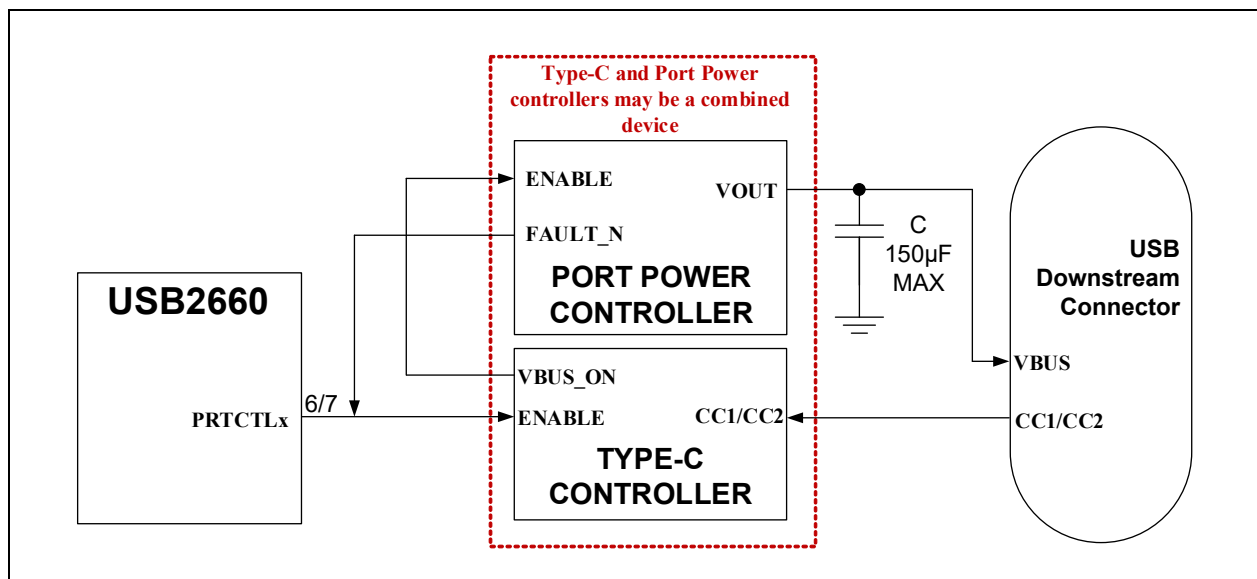 Type-C and Port Power
controllers may be a combined
device
ENABLE
VOUT
FAULT_N
PORT POWER
CONTROLLER
C
150µF
MAX
USB
Downstream
Connector
VBUS
CC1/CC2
USB2660
PRTCTLx
6/7
VBUS_ON
ENABLE
CC1/CC2
TYPE-C
CONTROLLER